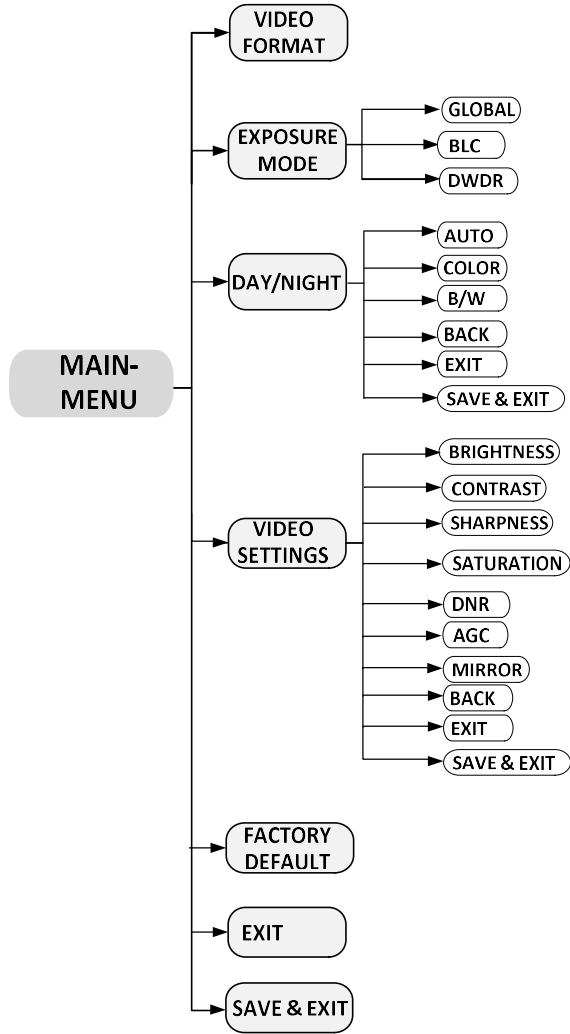 MAIN-
MENU
VIDEO
FORMAT
EXPOSURE
MODE
GLOBAL
BLC
DWDR
DAY/NIGHT
AUTO
COLOR
B/W
BACK
EXIT
SAVE & EXIT
VIDEO
SETTINGS
BRIGHTNESS
CONTRAST
SHARPNESS
SATURATION
DNR
AGC
MIRROR
BACK
EXIT
SAVE & EXIT
FACTORY
DEFAULT
EXIT
SAVE & EXIT